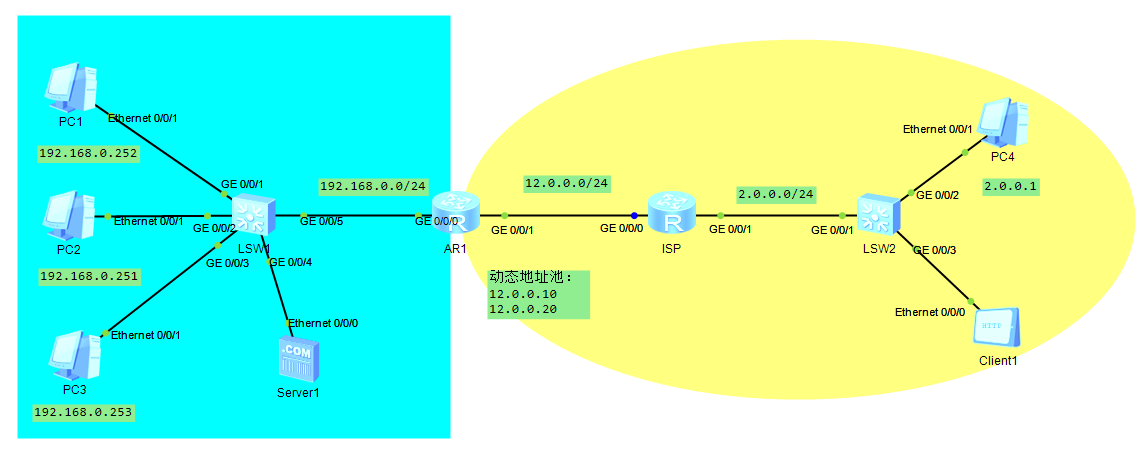 PC1
Ethernet 0/0/1
192.168.0.252
GE 0/0/1
192.168.0.0/24
PC2
Ethernet 0/0/1
GE 0/0/2
LSW1
GE 0/0/5
GE 0/0/0
AR1
192.168.0.251
GE 0/0/3
GE 0/0/4
Ethernet 0/0/1
Ethernet 0/0/0
PC3
192.168.0.253
Server1
.COM
R
12.0.0.0/24
GE 0/0/1
GE 0/0/0
R
ISP
动态地址池：
12.0.0.10
12.0.0.20
2.0.0.0/24
GE 0/0/1
GE 0/0/1
LSW2
Ethernet 0/0/1
PC4
2.0.0.1
GE 0/0/2
GE 0/0/3
Ethernet 0/0/0
HTTP
Client1